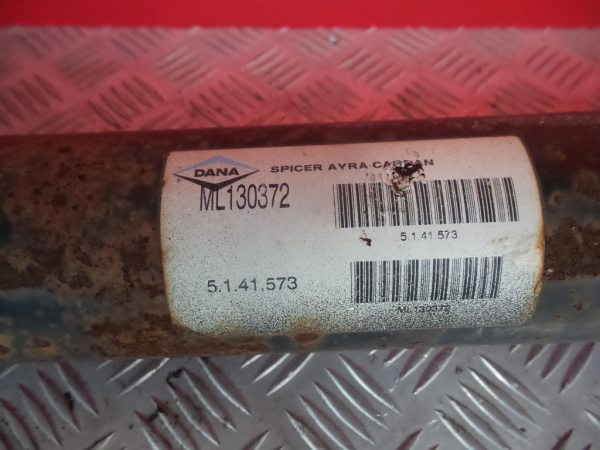 DANA
SPICER AYRA CARDAN
ML130372
5.1.41.573
5.1.41.573
ML130372